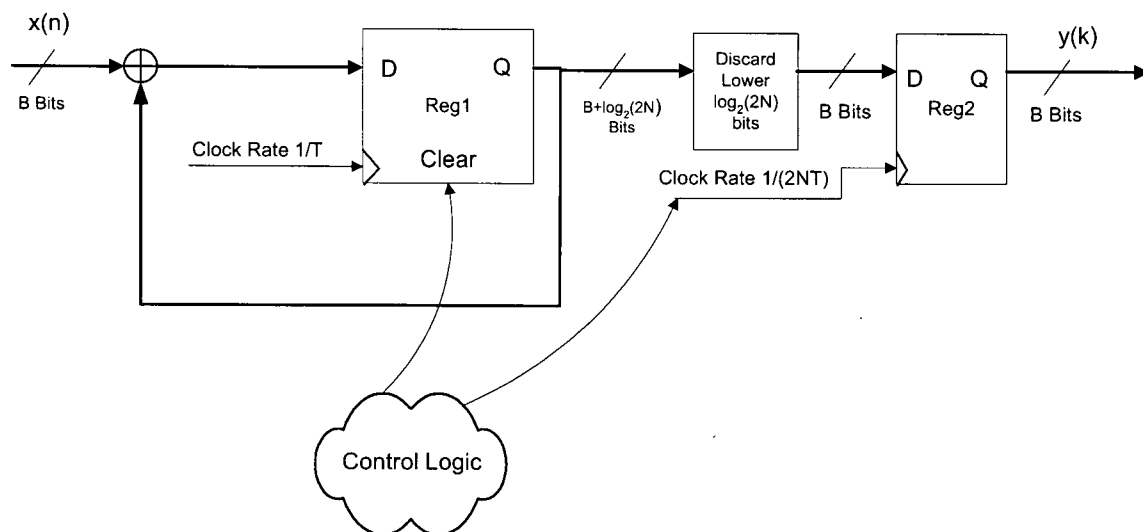 x(n)
B Bits
D
Q
Reg1
Clear
Clock Rate 1/T
B+log₂(2N)
Bits
Discard
Lower
log₂(2N)
bits
B Bits
D
Q
Reg2
Clock Rate 1/(2NT)
y(k)
B Bits
Control Logic